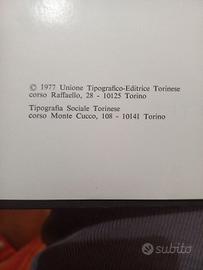 © 1977 Unione Tipografico-Editrice Torinese
corso Raffaello, 28 - 10125 Torino
Tipografia Sociale Torinese
corso Monte Cucco, 108 - 10141 Torino
subito